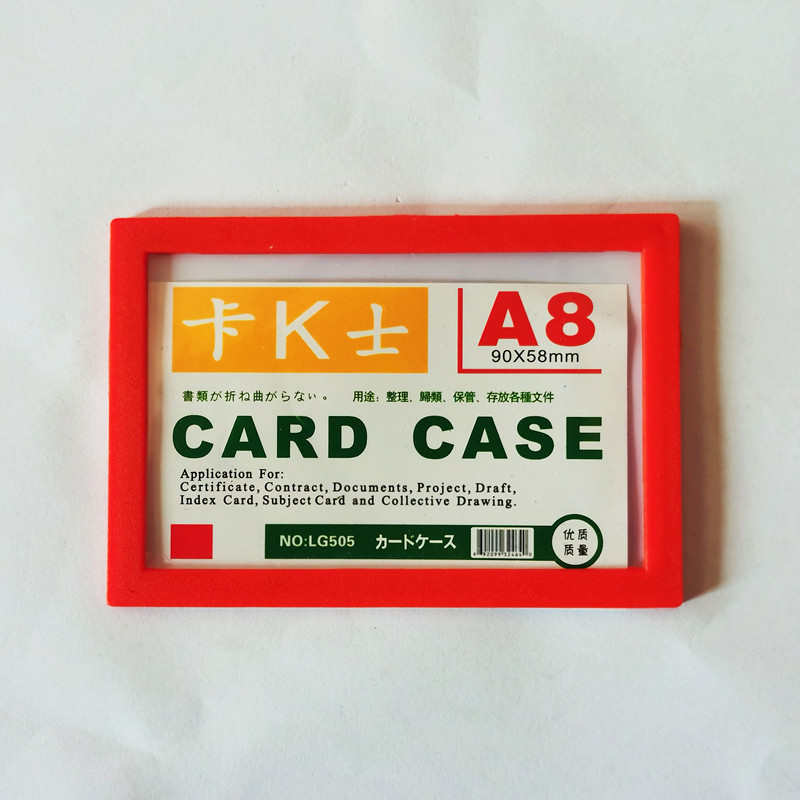 卡K士
A8
90X58mm
書類が折ね曲がらない。
用途：整理、歸類、保管、存放各種文件
CARD CASE
Application For:
Certificate, Contract, Documents, Project, Draft,
Index Card, Subject Card and Collective Drawing.
NO:LG505 カードケース
优质
质量